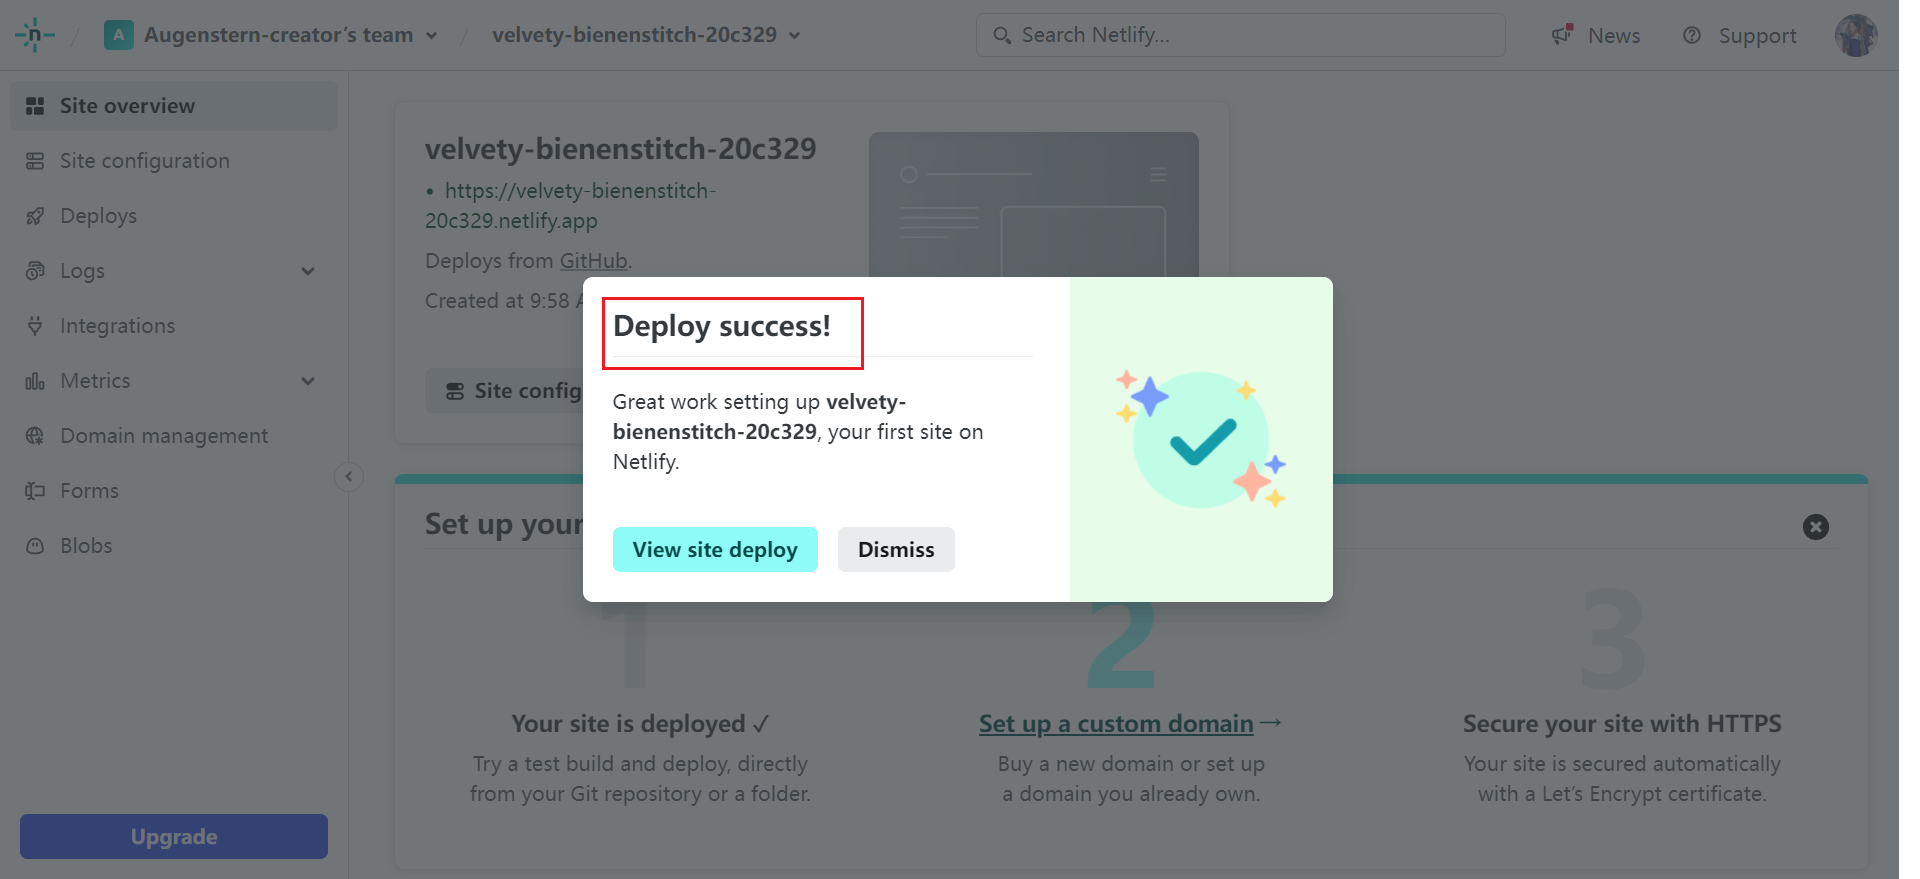 n / A Augenstern-creator’s team / velvety-bienenstitch-20c329
Search Netlify...
News
Support
Site overview
Site configuration
Deploys
Logs
Integrations
Metrics
Domain management
Forms
Blobs
Upgrade
velvety-bienenstitch-20c329
• https://velvety-bienenstitch-
20c329.netlify.app
Deploys from GitHub.
Created at 9:58
Site config
Deploy success!
Great work setting up velvety-
bienenstitch-20c329, your first site on
Netlify.
View site deploy
Dismiss
Set up your
1
Your site is deployed ✓
Try a test build and deploy, directly
from your Git repository or a folder.
2
Set up a custom domain →
Buy a new domain or set up
a domain you already own.
3
Secure your site with HTTPS
Your site is secured automatically
with a Let’s Encrypt certificate.